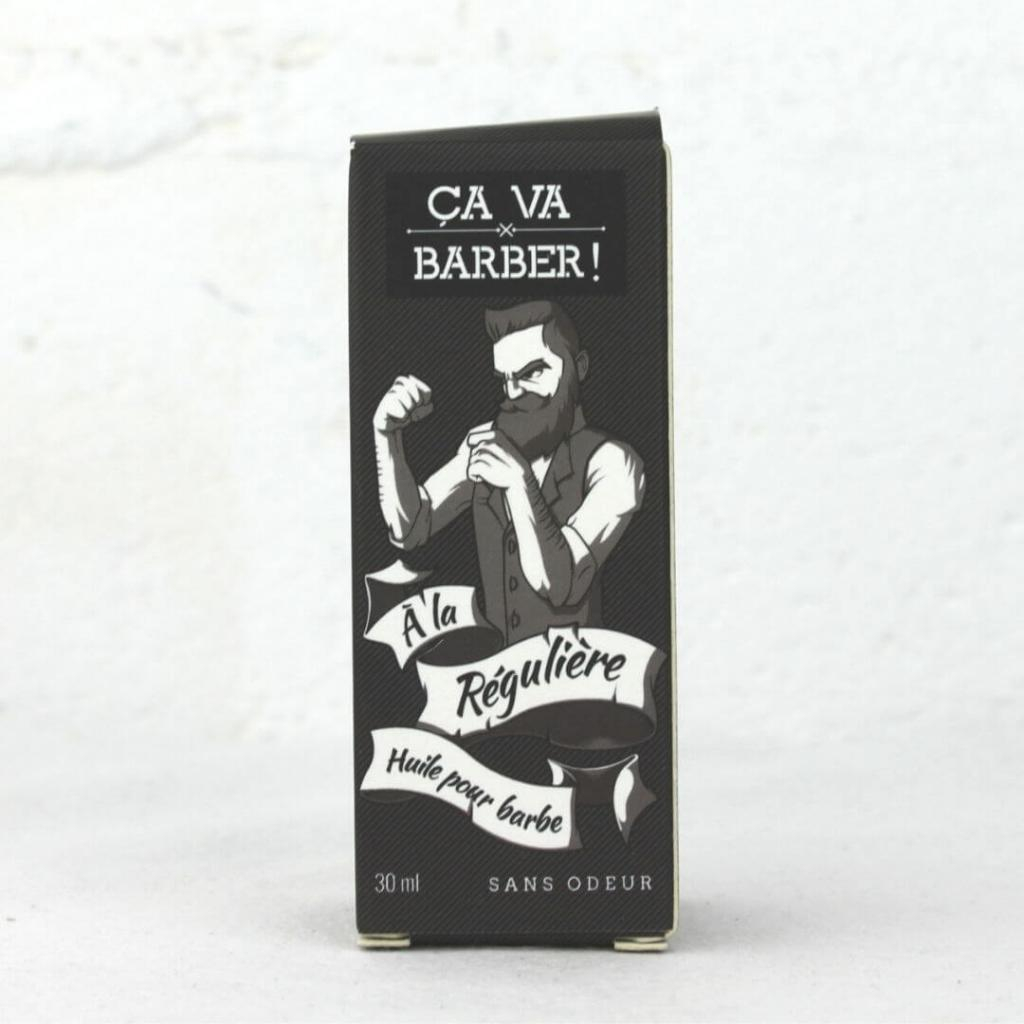 ÇA VA
BARBER!
À la
Régulière
Huile pour barbe
30 ml
SANS ODEUR